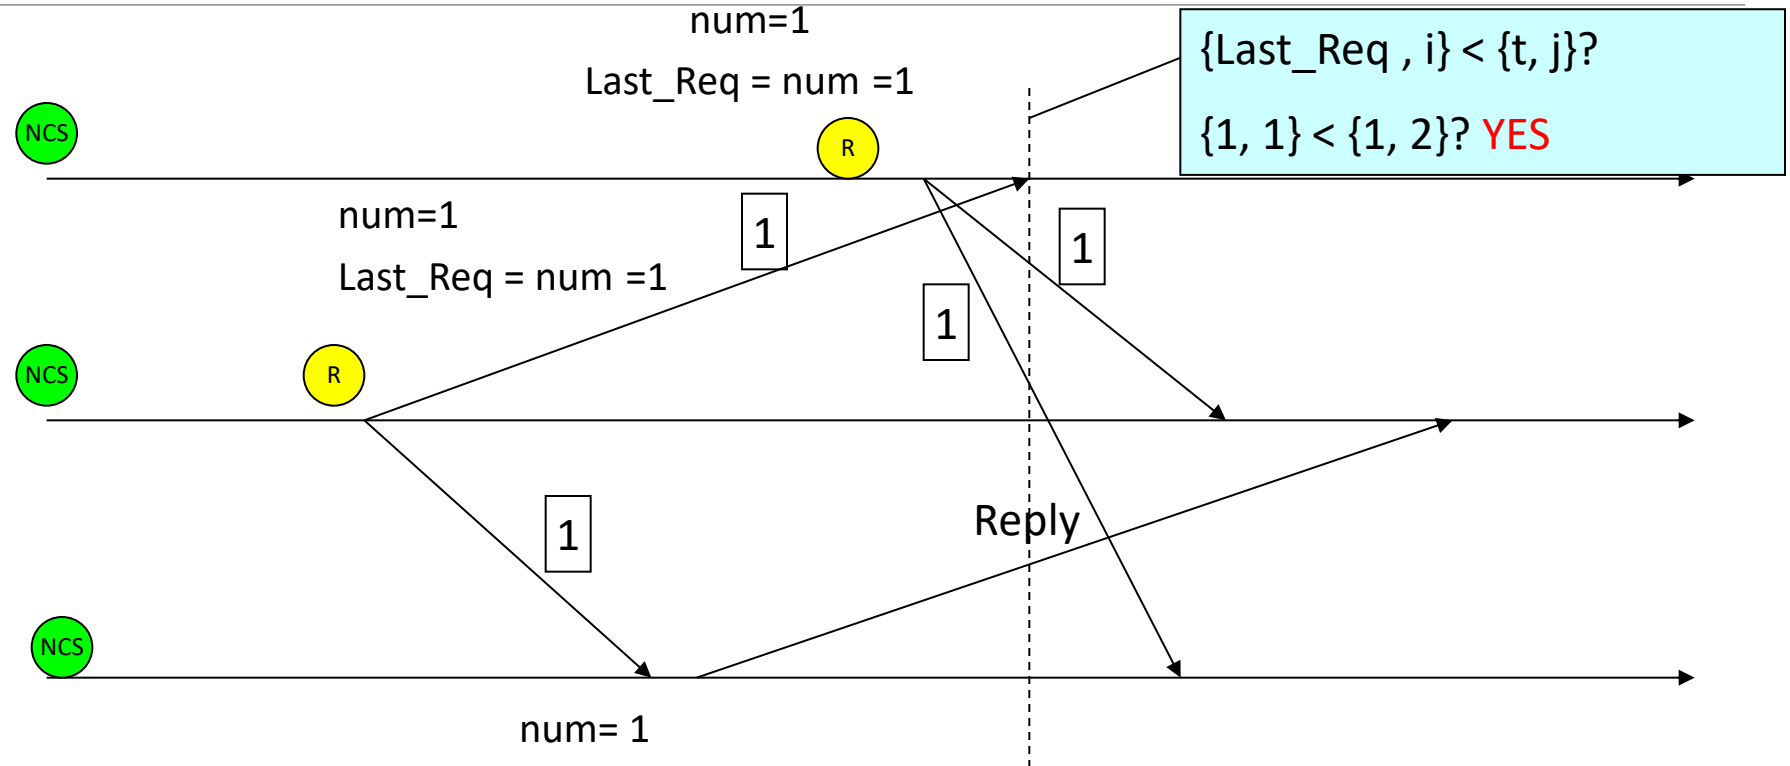 num=1
Last_Req = num =1
{Last_Req , i} < {t, j}?
{1, 1} < {1, 2}? YES
NCS
R
num=1
Last_Req = num =1
1
1
1
NCS
R
1
Reply
NCS
num= 1